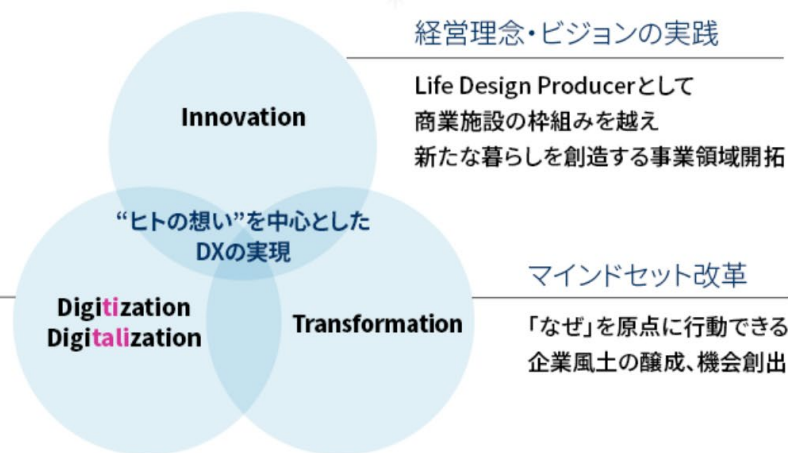 経営理念・ビジョンの実践
Life Design Producerとして
商業施設の枠組みを越え
新たな暮らしを創造する事業領域開拓
Innovation
“ヒトの想い”を中心とした
DXの実現
Digitization
Digitalization
Transformation
マインドセット改革
「なぜ」を原点に行動できる
企業風土の醸成、機会創出